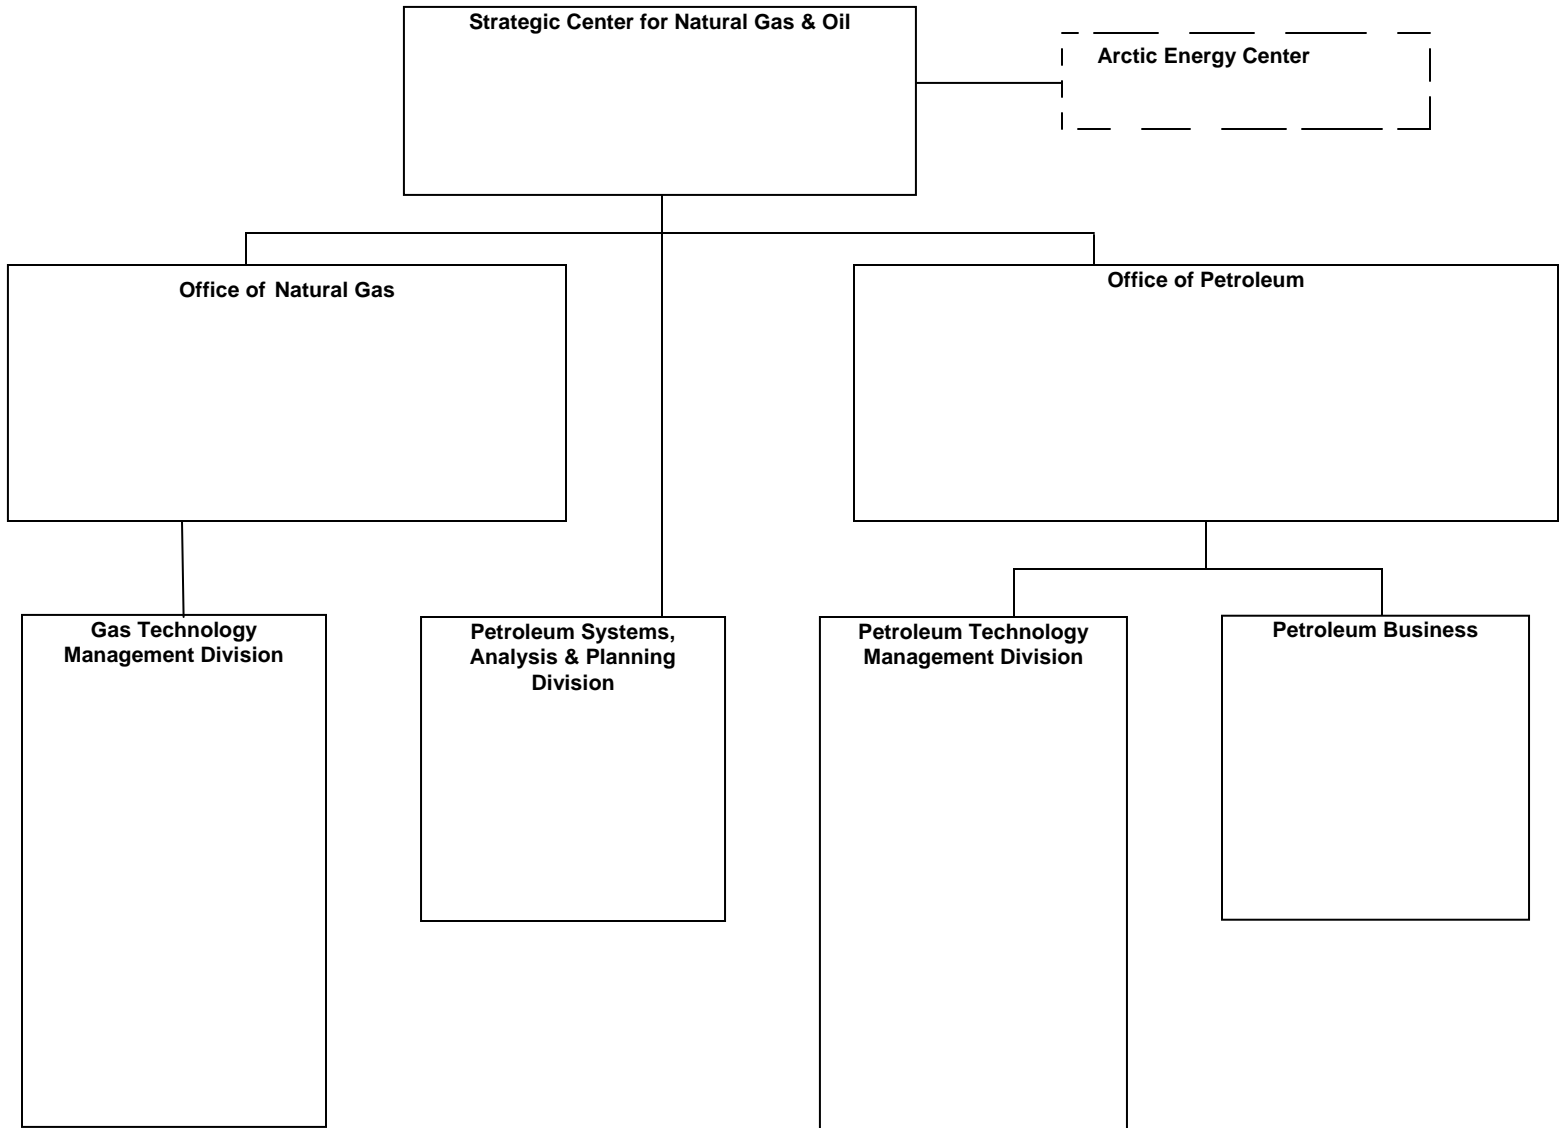 Strategic Center for Natural Gas & Oil
Arctic Energy Center
Office of Natural Gas
Office of Petroleum
Gas Technology
Management Division
Petroleum Systems,
Analysis & Planning
Division
Petroleum Technology
Management Division
Petroleum Business